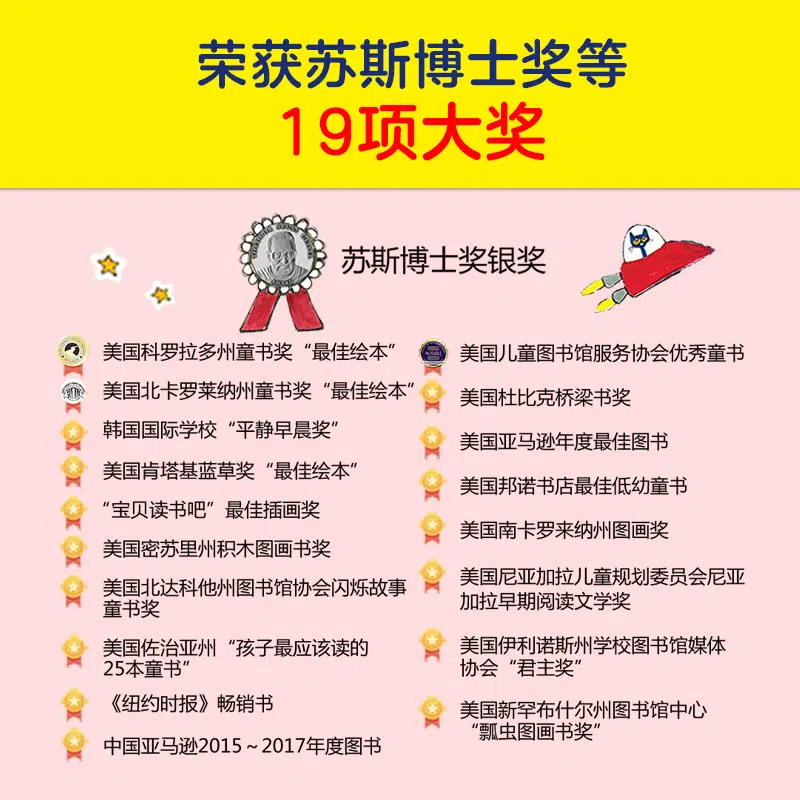 荣获苏斯博士奖等
19项大奖
苏斯博士奖银奖
美国科罗拉多州童书奖“最佳绘本”
美国北卡罗莱纳州童书奖“最佳绘本”
韩国国际学校“平静早晨奖”
美国肯塔基蓝草奖“最佳绘本”
“宝贝读书吧”最佳插画奖
美国密苏里州积木图画书奖
美国北达科他州图书馆协会闪烁故事
童书奖
美国佐治亚州“孩子最应该读的
25本童书”
《纽约时报》畅销书
中国亚马逊2015～2017年度图书
美国儿童图书馆服务协会优秀童书
美国杜比克桥梁书奖
美国亚马逊年度最佳图书
美国邦诺书店最佳低幼童书
美国南卡罗来纳州图画奖
美国尼亚加拉儿童规划委员会尼亚
加拉早期阅读文学奖
美国伊利诺斯州学校图书馆媒体
协会“君主奖”
美国新罕布什尔州图书馆中心
“瓢虫图画书奖”